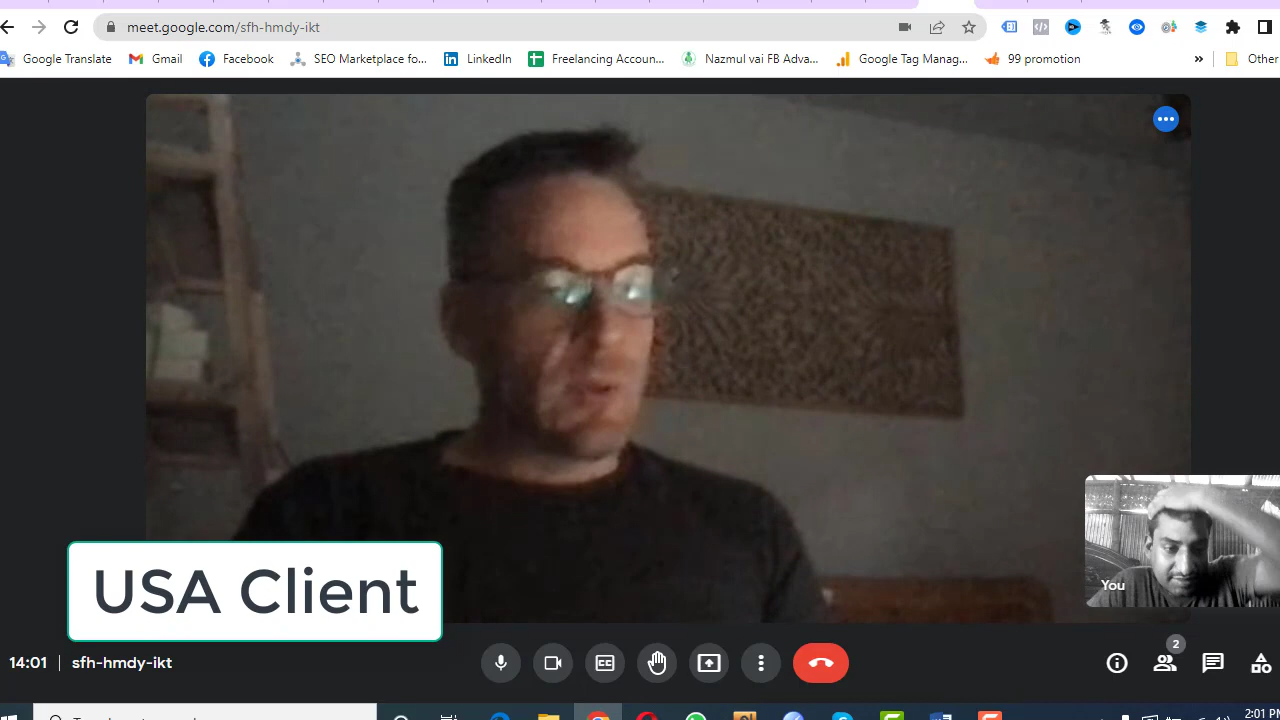 meet.google.com/sfh-hmdy-ikt
Google Translate
Gmail
Facebook
SEO Marketplace fo...
LinkedIn
Freelancing Accoun...
Nazmul vai FB Adva...
Google Tag Manag...
99 promotion
»
Other
You
USA Client
14:01 | sfh-hmdy-ikt
2
2:01 PM